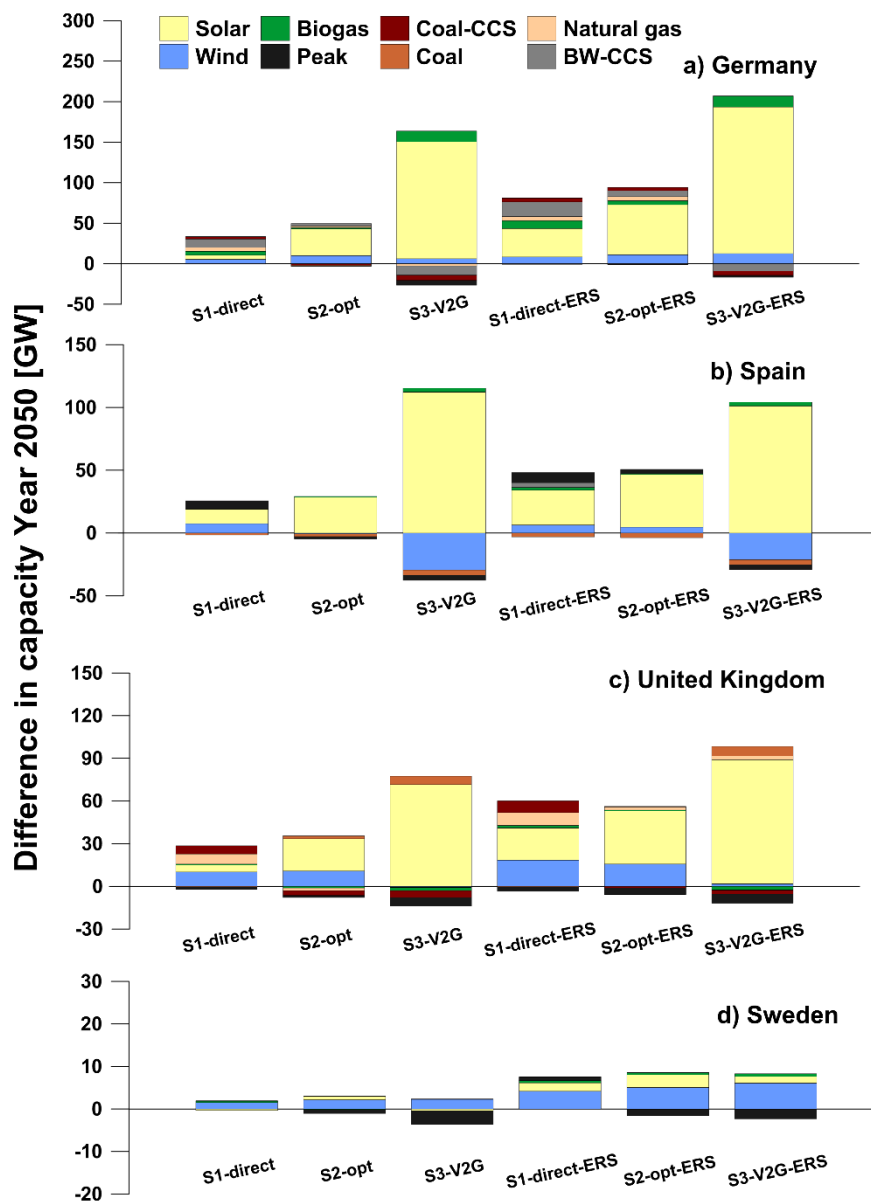 Difference in capacity Year 2050 [GW]
Solar Biogas Coal-CCS Natural gas
Wind Peak Coal BW-CCS
a) Germany
300
250
200
150
100
50
0
-50
S1-direct S2-opt S3-V2G S1-direct-ERS S2-opt-ERS S3-V2G-ERS
b) Spain
150
100
50
0
-50
S1-direct S2-opt S3-V2G S1-direct-ERS S2-opt-ERS S3-V2G-ERS
c) United Kingdom
150
120
90
60
30
0
-30
S1-direct S2-opt S3-V2G S1-direct-ERS S2-opt-ERS S3-V2G-ERS
d) Sweden
30
20
10
0
-10
-20
S1-direct S2-opt S3-V2G S1-direct-ERS S2-opt-ERS S3-V2G-ERS